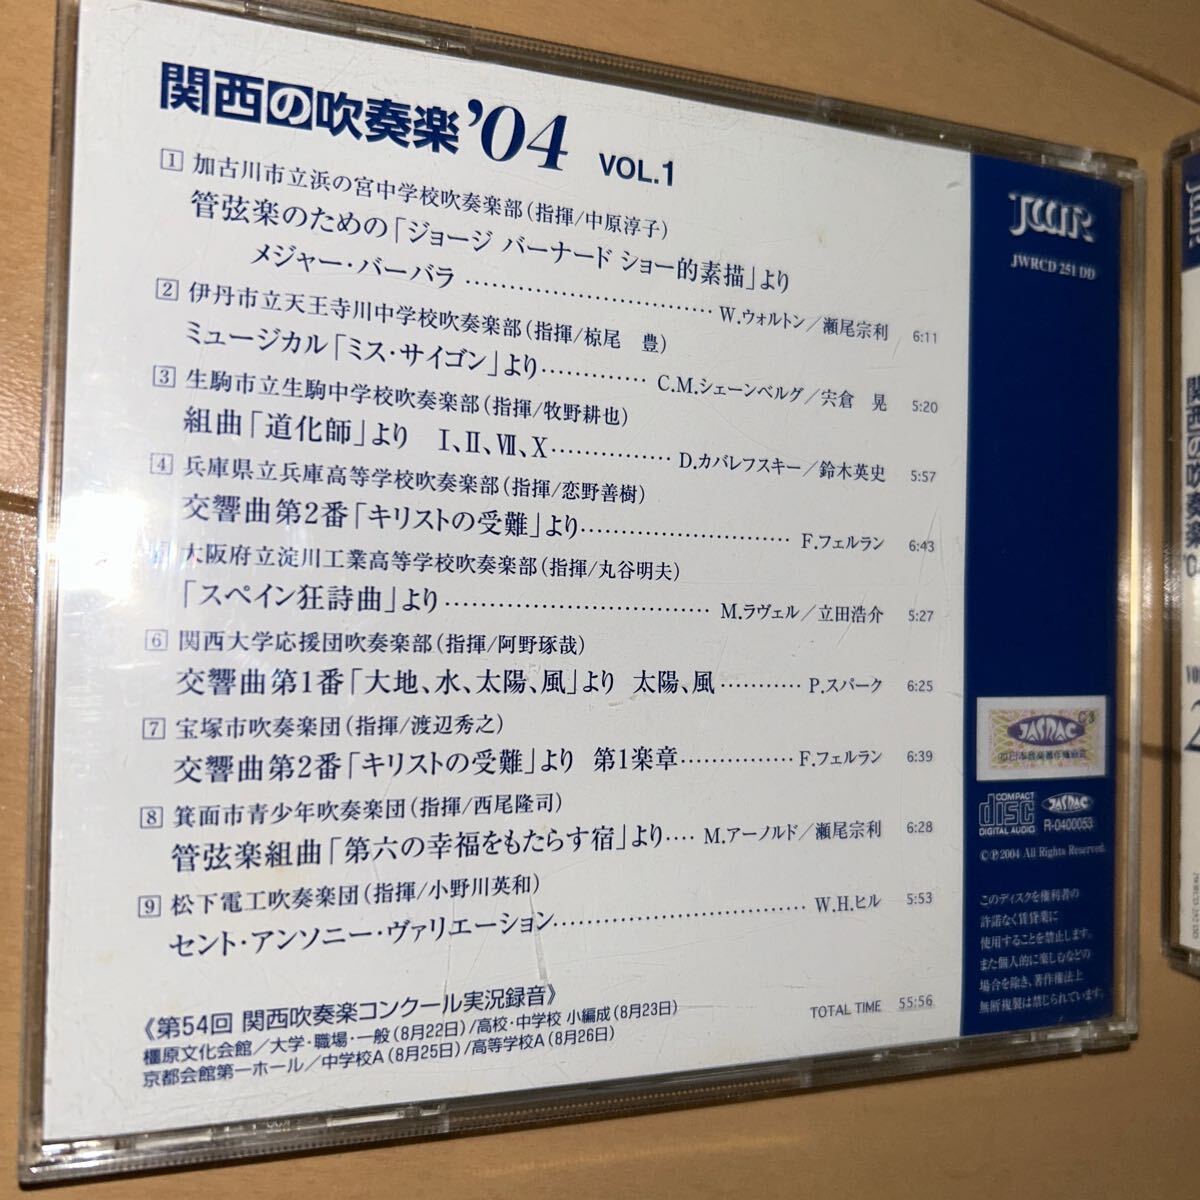 関西の吹奏楽'04 VOL.1
1 加古川市立浜の宮中学校吹奏楽部(指揮/中原淳子)
管弦楽のための「ジョージ バーナード ショー的素描」より
メジャー・バーバラ …… W.ウォルトン/瀬尾宗利 6:11
2 伊丹市立天王寺川中学校吹奏楽部(指揮/椋尾 豊)
ミュージカル「ミス・サイゴン」より…… C.M.シェーンベルグ/宍倉 晃 5:20
3 生駒市立生駒中学校吹奏楽部(指揮/牧野耕也)
組曲「道化師」より Ⅰ、Ⅱ、Ⅶ、Ⅹ…… D.カバレフスキー/鈴木英史 5:57
4 兵庫県立兵庫高等学校吹奏楽部(指揮/恋野善樹)
交響曲第2番「キリストの受難」より…… F.フェルラン 6:43
大阪府立淀川工業高等学校吹奏楽部(指揮/丸谷明夫)
「スペイン狂詩曲」より…… M.ラヴェル/立田浩介 5:27
6 関西大学応援団吹奏楽部(指揮/阿野琢哉)
交響曲第1番「大地、水、太陽、風」より 太陽、風…… P.スパーク 6:25
7 宝塚市吹奏楽団(指揮/渡辺秀之)
交響曲第2番「キリストの受難」より 第1楽章…… F.フェルラン 6:39
8 箕面市青少年吹奏楽団(指揮/西尾隆司)
管弦楽組曲「第六の幸福をもたらす宿」より…… M.アーノルド/瀬尾宗利 6:28
9 松下電工吹奏楽団(指揮/小野川英和)
セント・アンソニー・ヴァリエーション…… W.H.ヒル 5:53
《第54回 関西吹奏楽コンクール実況録音》
橿原文化会館/大学・職場・一般(8月22日)/高校・中学校 小編成(8月23日)
京都会館第一ホール/中学校A(8月25日)/高等学校A(8月26日)
TOTAL TIME 55:56
JWR
JWRCD 251 DD
JASRAC
COMPACT
disc
DIGITAL AUDIO
JASRAC
R-0400053
©℗2004 All Rights Reserved.
このディスクを権利者の
許諾なく賃貸業に
使用することを禁止します。
また個人的に楽しむなどの
場合を除き、著作権法上
無断複製は禁じられています。
関西の吹奏楽